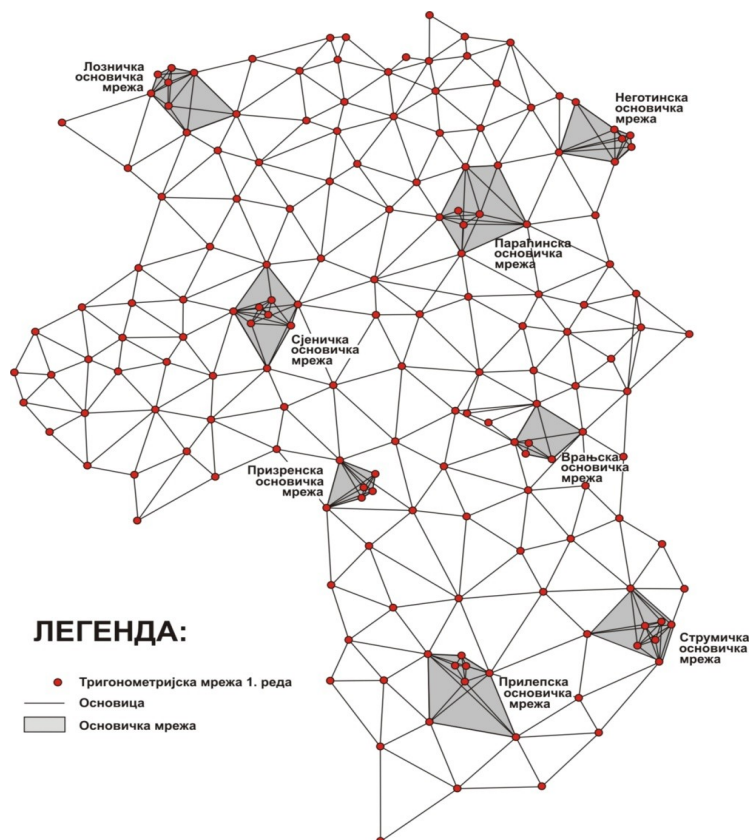 Лозничка
основичка
мрежа
Неготинска
основичка
мрежа
Параћинска
основичка
мрежа
Сјеничка
основичка
мрежа
Призренска
основичка
мрежа
Врањска
основичка
мрежа
Струмичка
основичка
мрежа
Прилепска
основичка
мрежа
ЛЕГЕНДА:
Тригонометријска мрежа 1. реда
Основица
Основичка мрежа